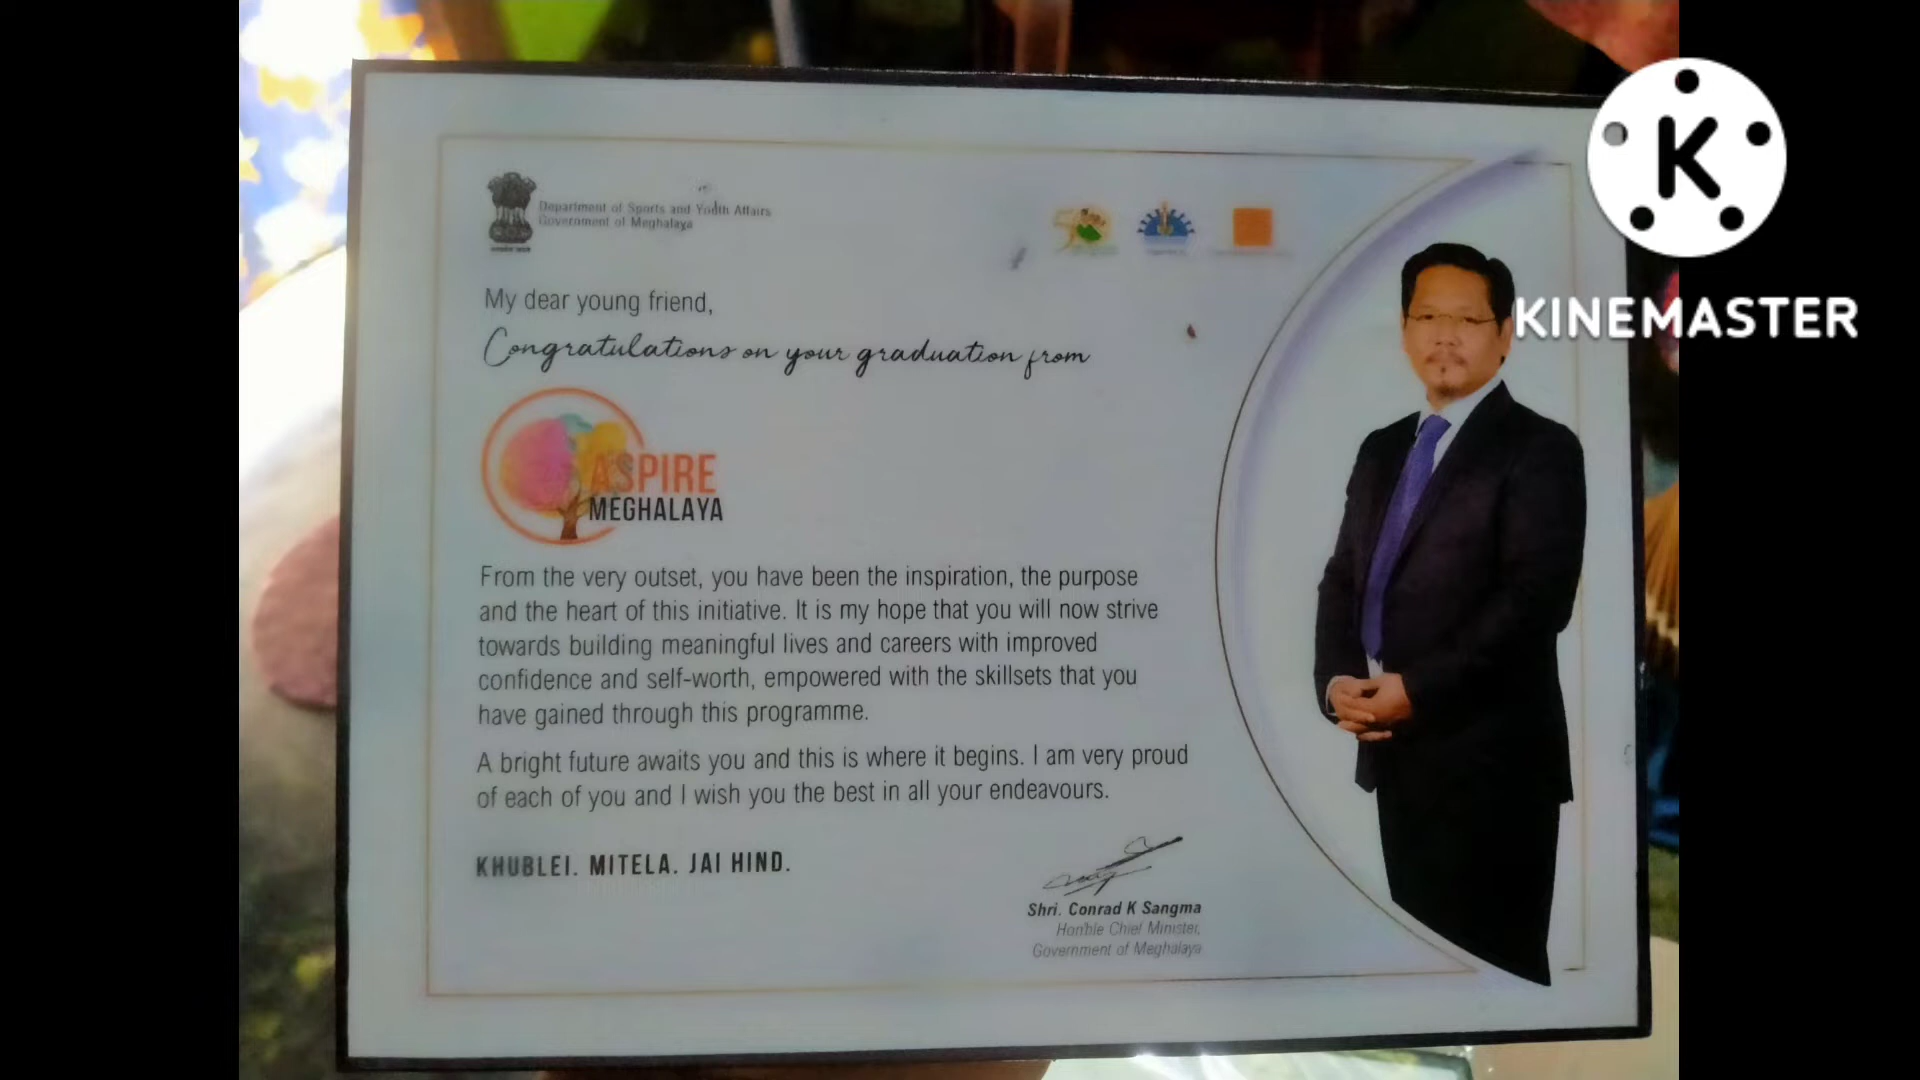 Department of Sports and Youth Affairs
Government of Meghalaya
My dear young friend,
Congratulations on your graduation from
ASPIRE
MEGHALAYA
From the very outset, you have been the inspiration, the purpose
and the heart of this initiative. It is my hope that you will now strive
towards building meaningful lives and careers with improved
confidence and self-worth, empowered with the skillsets that you
have gained through this programme.
A bright future awaits you and this is where it begins. I am very proud
of each of you and I wish you the best in all your endeavours.
KHUBLEI. MITELA. JAI HIND.
Shri. Conrad K Sangma
Hon'ble Chief Minister,
Government of Meghalaya
K
KINEMASTER